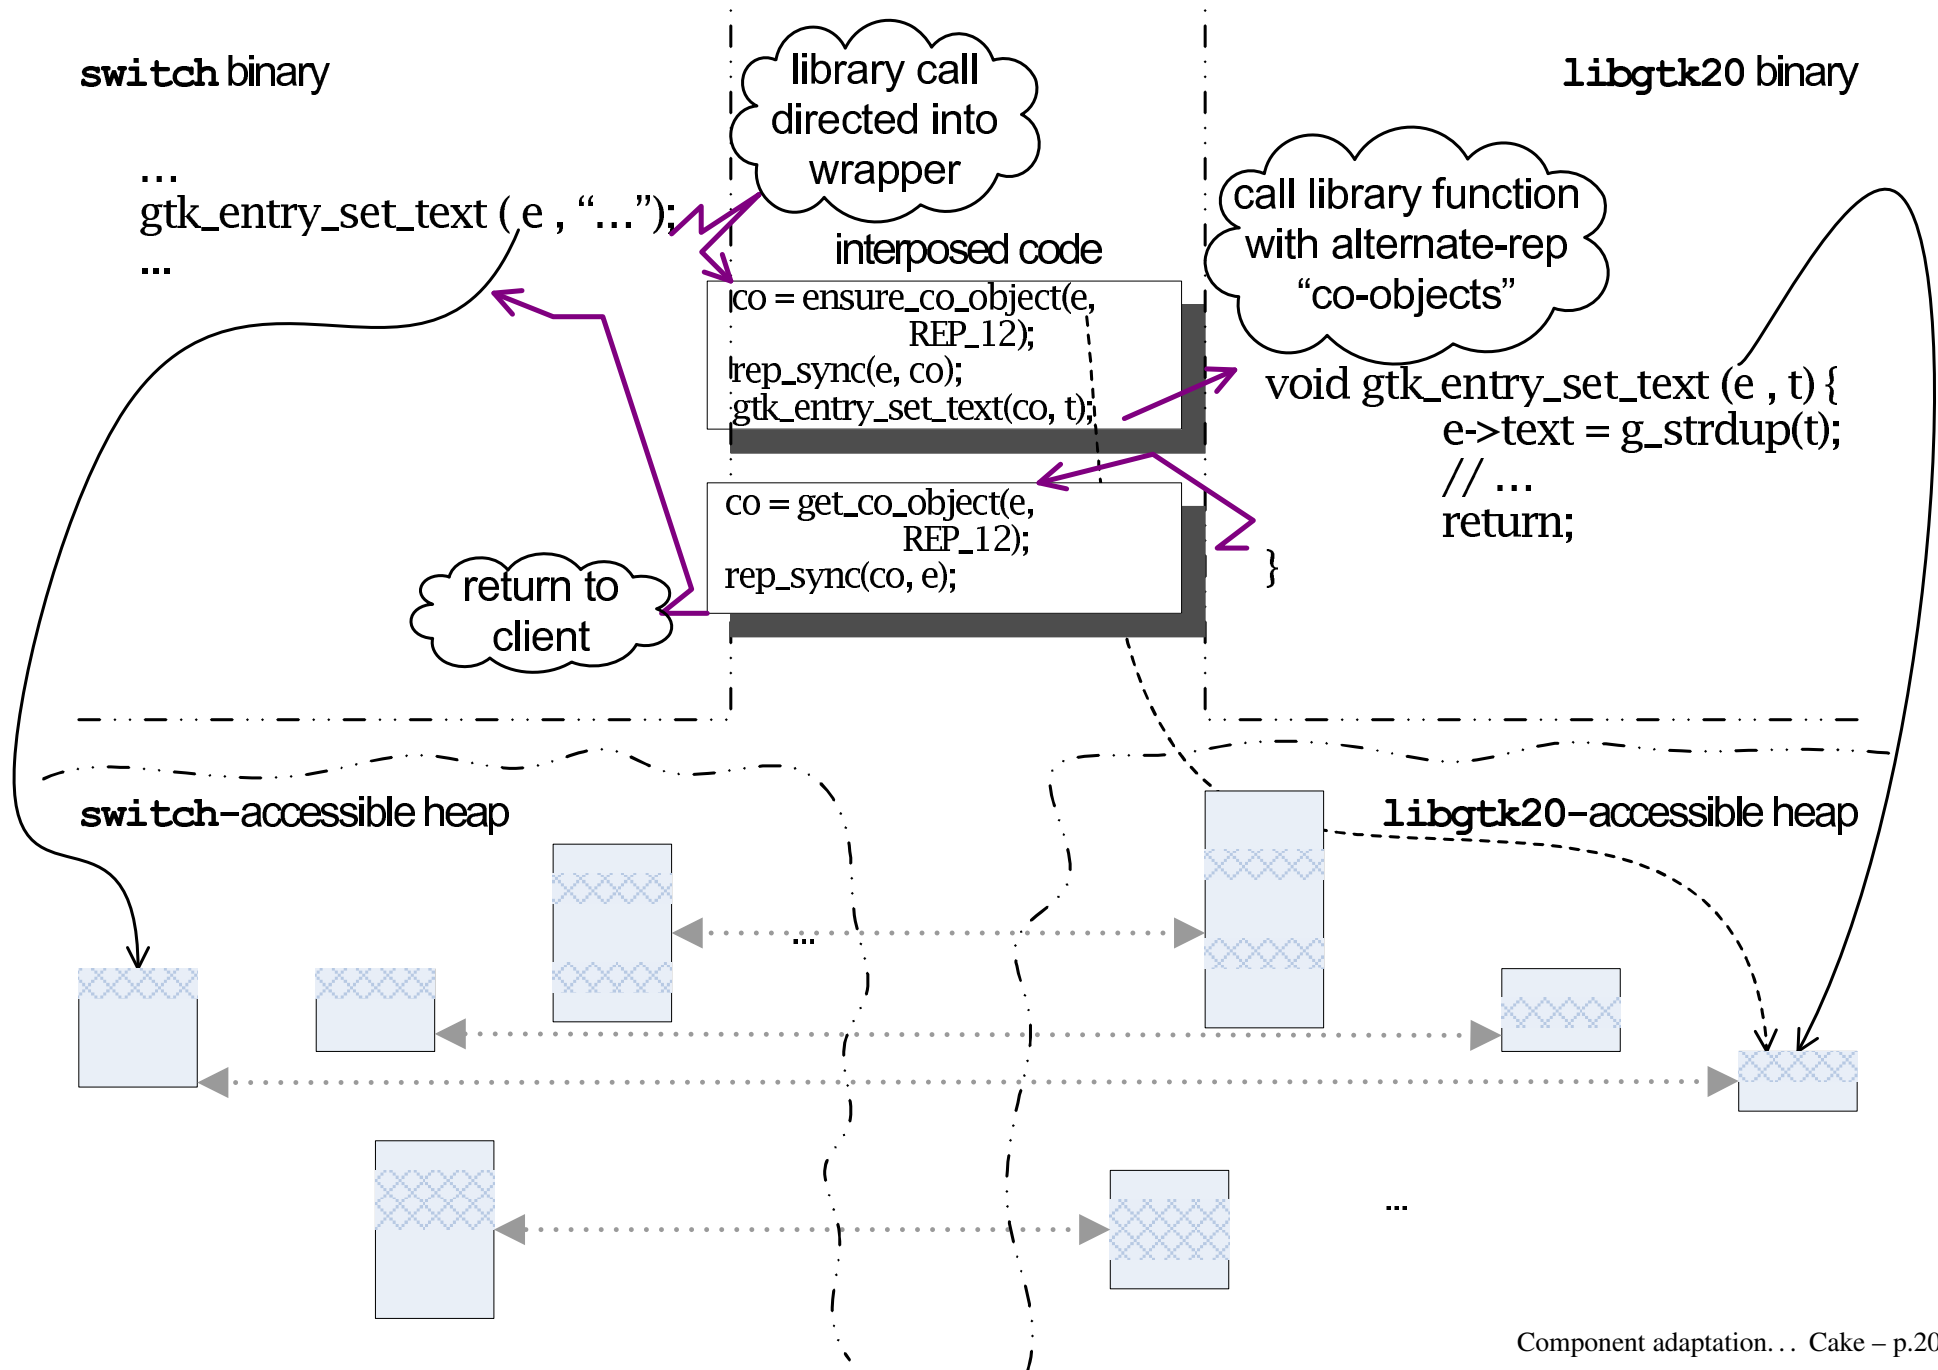 switch binary
library call
directed into
wrapper
libgtk20 binary
...
gtk_entry_set_text ( e , “...”);
...
call library function
with alternate-rep
“co-objects”
interposed code
co = ensure_co_object(e,
REP_12);
rep_sync(e, co);
gtk_entry_set_text(co, t);
void gtk_entry_set_text (e , t) {
e->text = g_strdup(t);
// ...
return;
}
co = get_co_object(e,
REP_12);
rep_sync(co, e);
return to
client
switch-accessible heap
libgtk20-accessible heap
...
...
Component adaptation... Cake – p.20